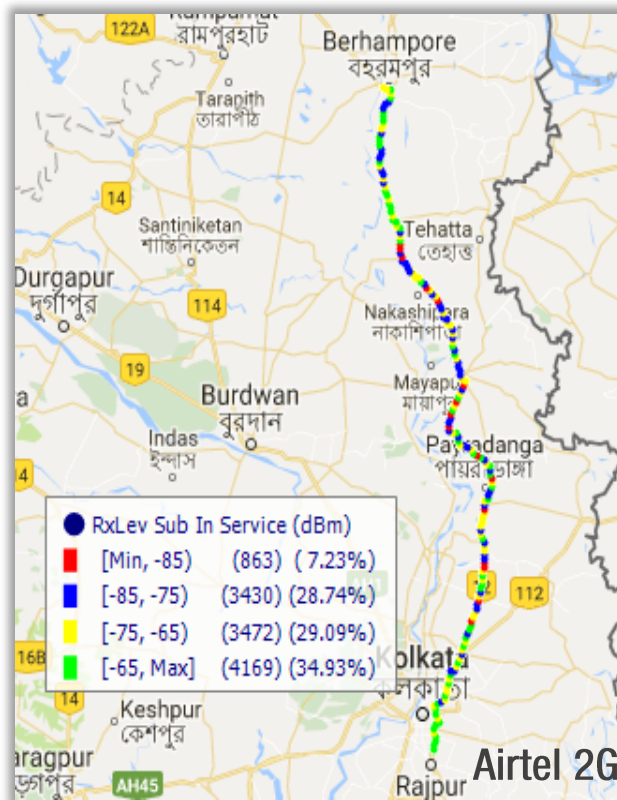 122A
রামপুরহাট
Berhampore
বহরমপুর
Tarapith
তারাপীঠ
14
Santiniketan
শান্তিনিকেতন
Tehatta
তেহাত্ত
Durgapur
দুর্গাপুর
114
Nakashipara
নাকাশিপাড়া
19
Mayapur
মায়াপুর
Burdwan
বুরদান
Indas
ইন্দাস
Payradanga
পায়রাডাঙ্গা
RxLev Sub In Service (dBm)
[Min, -85) (863) ( 7.23%)
[-85, -75) (3430) (28.74%)
[-75, -65) (3472) (29.09%)
[-65, Max] (4169) (34.93%)
112
16B
Kolkata
কলকাতা
14
Keshpur
কেশপুর
AH45
Rajpur
Airtel 2G